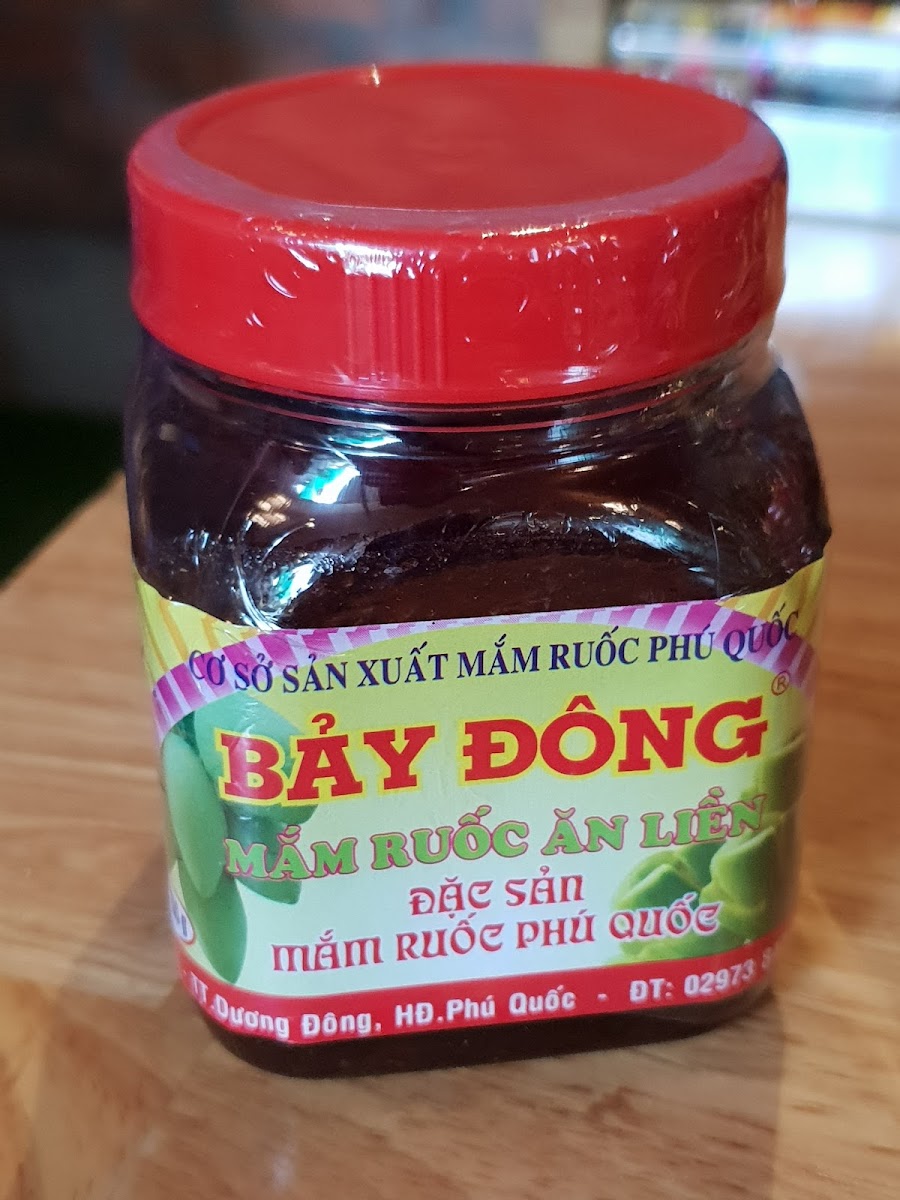 CƠ SỞ SẢN XUẤT MẮM RUỐC PHÚ QUỐC
BẢY ĐÔNG ®
MẮM RUỐC ĂN LIỀN
ĐẶC SẢN
MẮM RUỐC PHÚ QUỐC
TT.Dương Đông, HĐ.Phú Quốc - ĐT: 02973